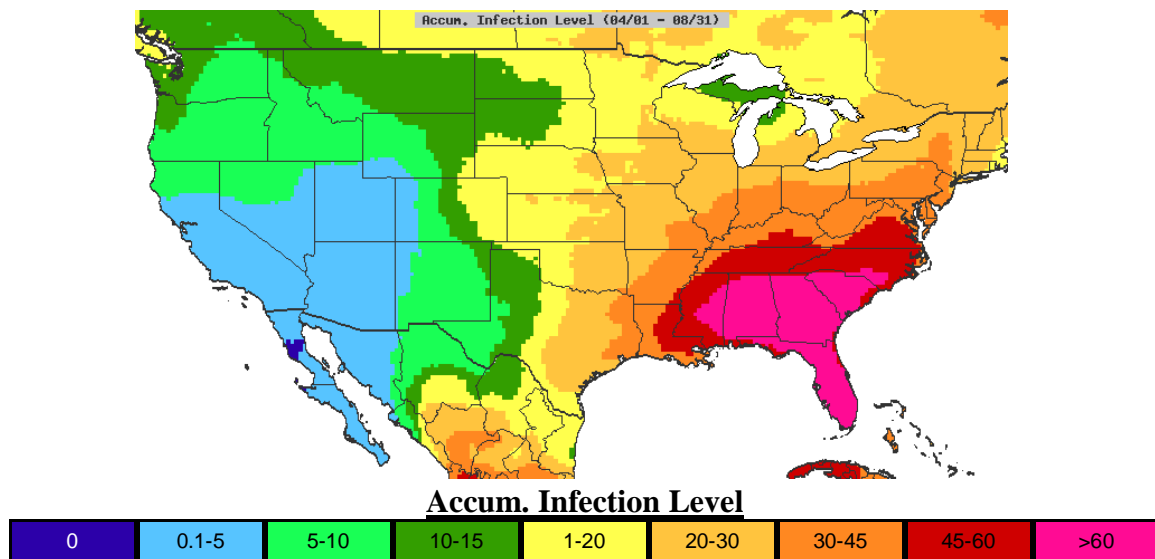 Accum. Infection Level (04/01 - 08/31)
Accum. Infection Level
0 0.1-5 5-10 10-15 1-20 20-30 30-45 45-60 >60